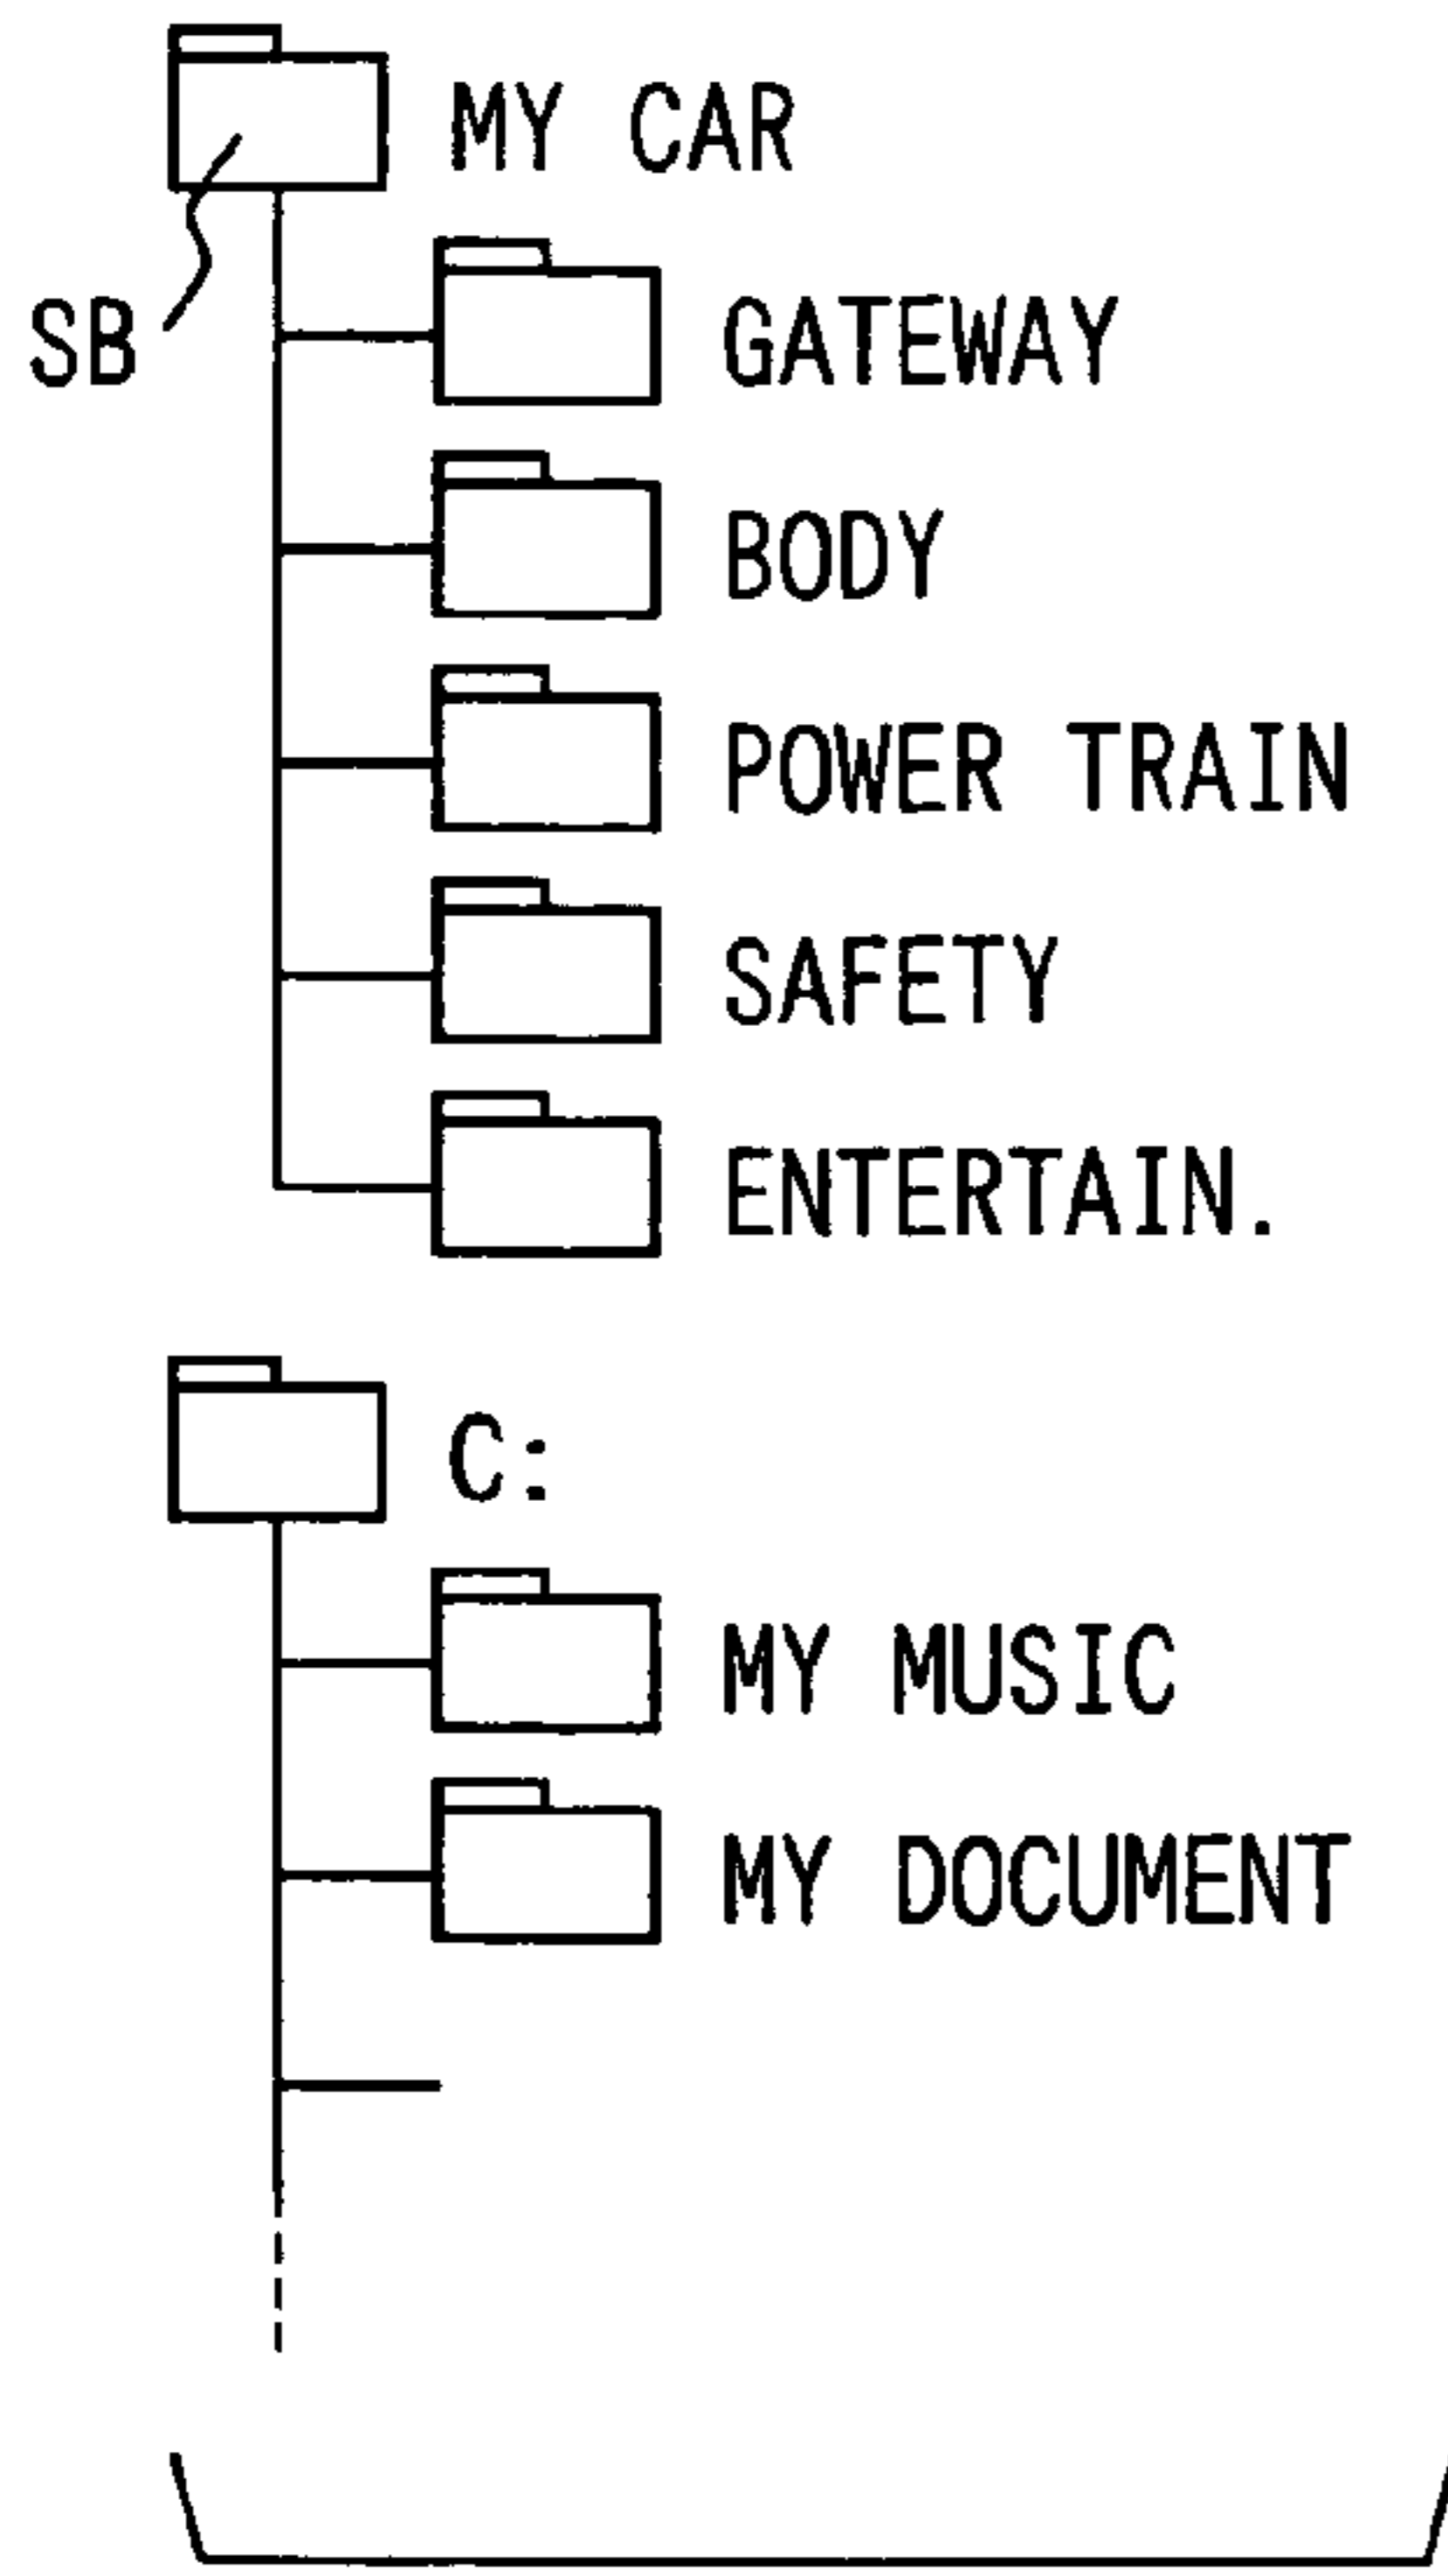 MY CAR
SB
GATEWAY
BODY
POWER TRAIN
SAFETY
ENTERTAIN.
C:
MY MUSIC
MY DOCUMENT